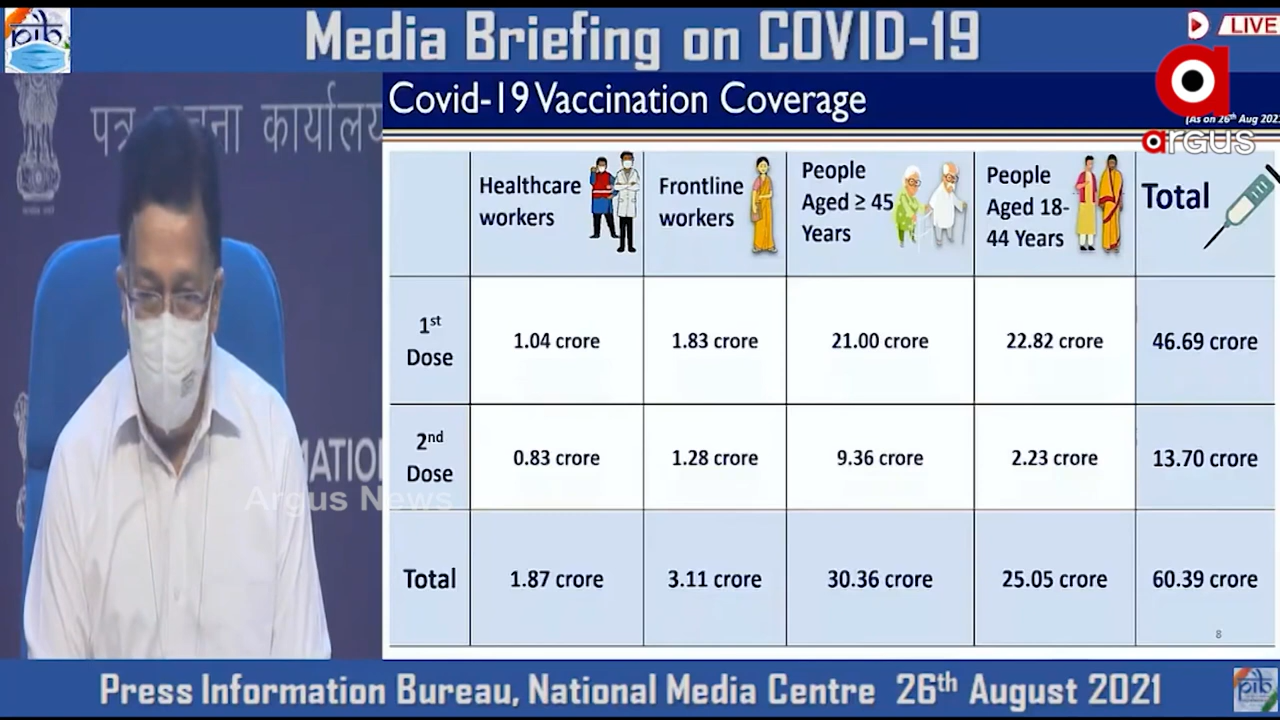 Media Briefing on COVID-19
LIVE
pib
Covid-19 Vaccination Coverage
(As on 26th Aug 202
argus
पत्र
ना कार्यालय
Healthcare
workers
Frontline
workers
People
Aged ≥ 45
Years
People
Aged 18-
44 Years
Total
1st
Dose
1.04 crore
1.83 crore
21.00 crore
22.82 crore
46.69 crore
2nd
Dose
0.83 crore
1.28 crore
9.36 crore
2.23 crore
13.70 crore
MATION
Argus News
Total
1.87 crore
3.11 crore
30.36 crore
25.05 crore
60.39 crore
8
Press Information Bureau, National Media Centre 26th August 2021
pib